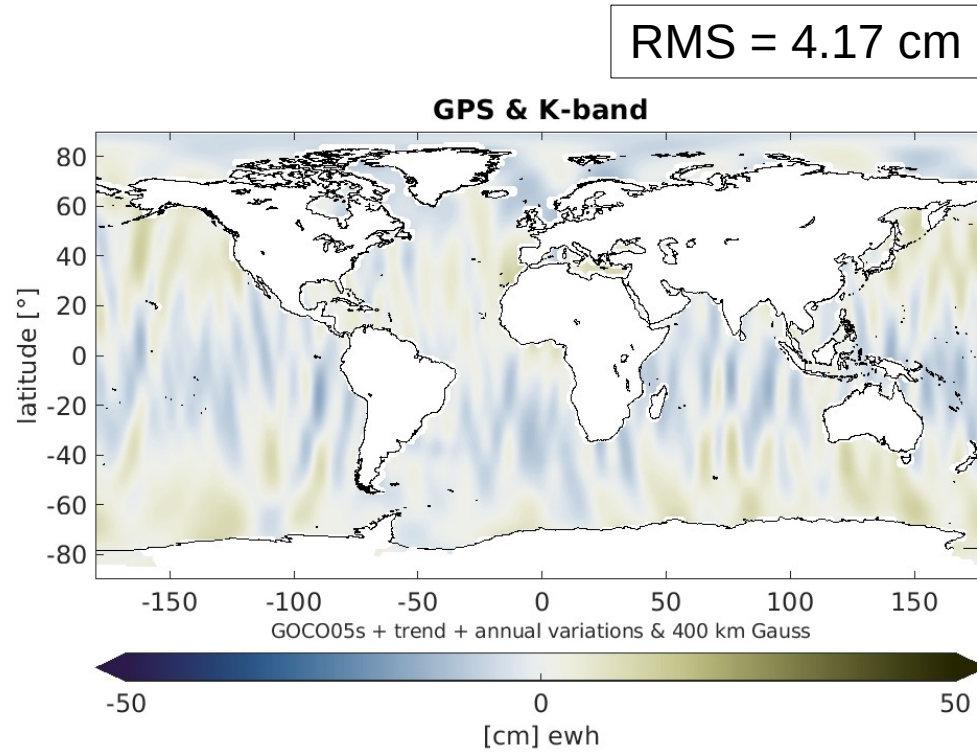 RMS = 4.17 cm
GPS & K-band
80
60
40
20
0
-20
-40
-60
-80
latitude [°]
-150 -100 -50 0 50 100 150
GOCO05s + trend + annual variations & 400 km Gauss
-50 0 50
[cm] ewh